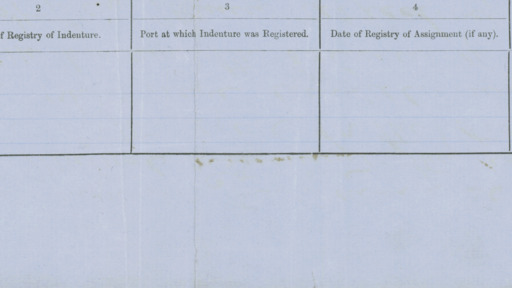 2 3 4
f Registry of Indenture. Port at which Indenture was Registered. Date of Registry of Assignment (if any).